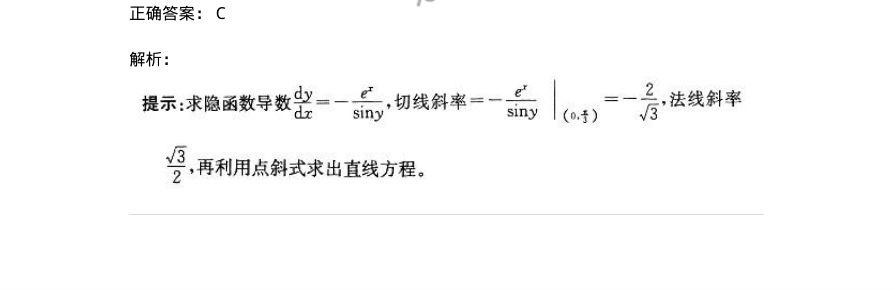 正确答案： C
解析：
提示:求隐函数导数dy/dx=-e^x/siny,切线斜率=-e^x/siny|(0,π/3)=-2/√3,法线斜率
√3/2,再利用点斜式求出直线方程。